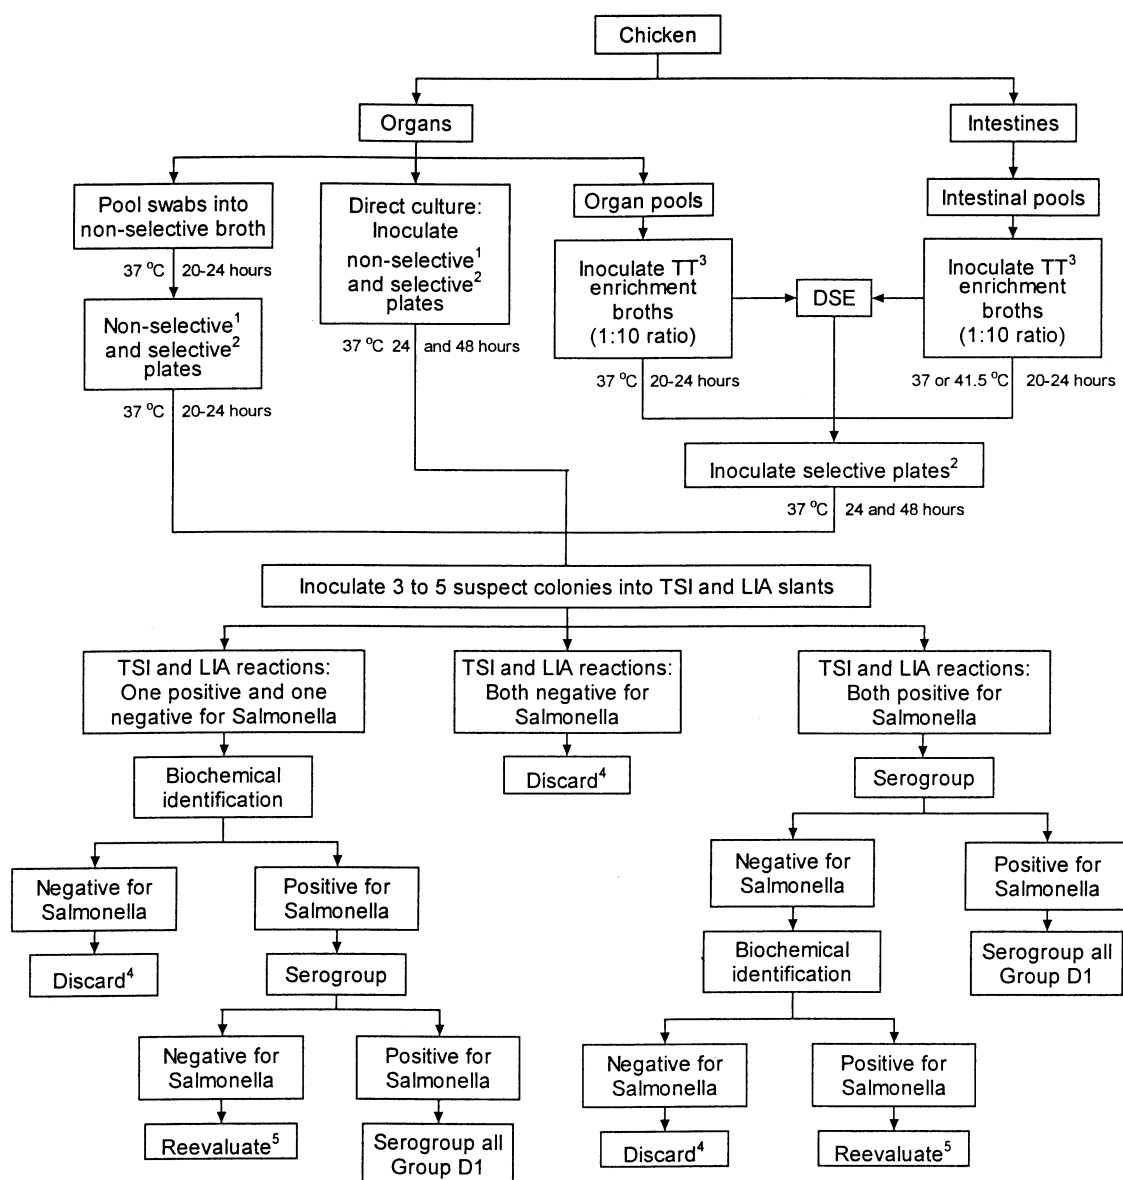 Chicken
Organs
Intestines
Pool swabs into
non-selective broth
37 °C 20-24 hours
Non-selective¹
and selective²
plates
37 °C 20-24 hours
Direct culture:
Inoculate
non-selective¹
and selective²
plates
37 °C 24 and 48 hours
Organ pools
Inoculate TT³
enrichment
broths
(1:10 ratio)
37 °C 20-24 hours
DSE
Intestinal pools
Inoculate TT³
enrichment
broths
(1:10 ratio)
37 or 41.5 °C 20-24 hours
Inoculate selective plates²
37 °C 24 and 48 hours
Inoculate 3 to 5 suspect colonies into TSI and LIA slants
TSI and LIA reactions:
One positive and one
negative for Salmonella
Biochemical
identification
Negative for
Salmonella
Discard⁴
Positive for
Salmonella
Serogroup
Negative for
Salmonella
Reevaluate⁵
Positive for
Salmonella
Serogroup all
Group D1
TSI and LIA reactions:
Both negative for
Salmonella
Discard⁴
TSI and LIA reactions:
Both positive for
Salmonella
Serogroup
Negative for
Salmonella
Biochemical
identification
Negative for
Salmonella
Discard⁴
Positive for
Salmonella
Reevaluate⁵
Positive for
Salmonella
Serogroup all
Group D1